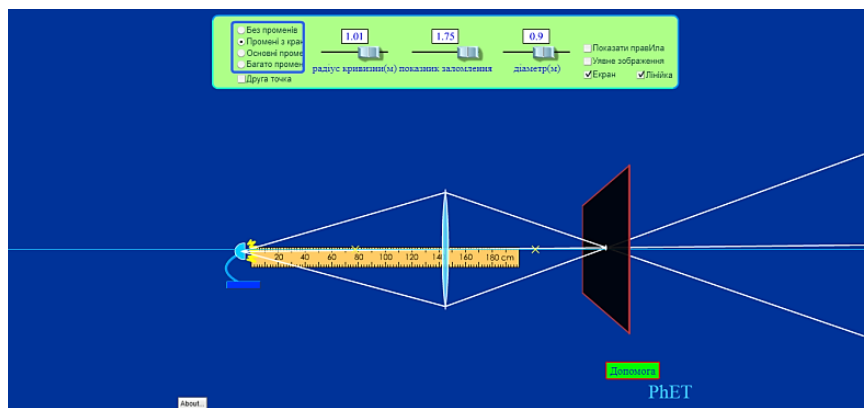 Без променів
Промені з кран
Основні проме
Багато промен
Друга точка
1.01
1.75
0.9
радіус кривизни(м) показник заломлення діаметр(м)
Показати правИла
Уявне зображення
Екран Лінійка
20 40 60 80 100 120 140 160 180 cm
Допомога
PhET
About...